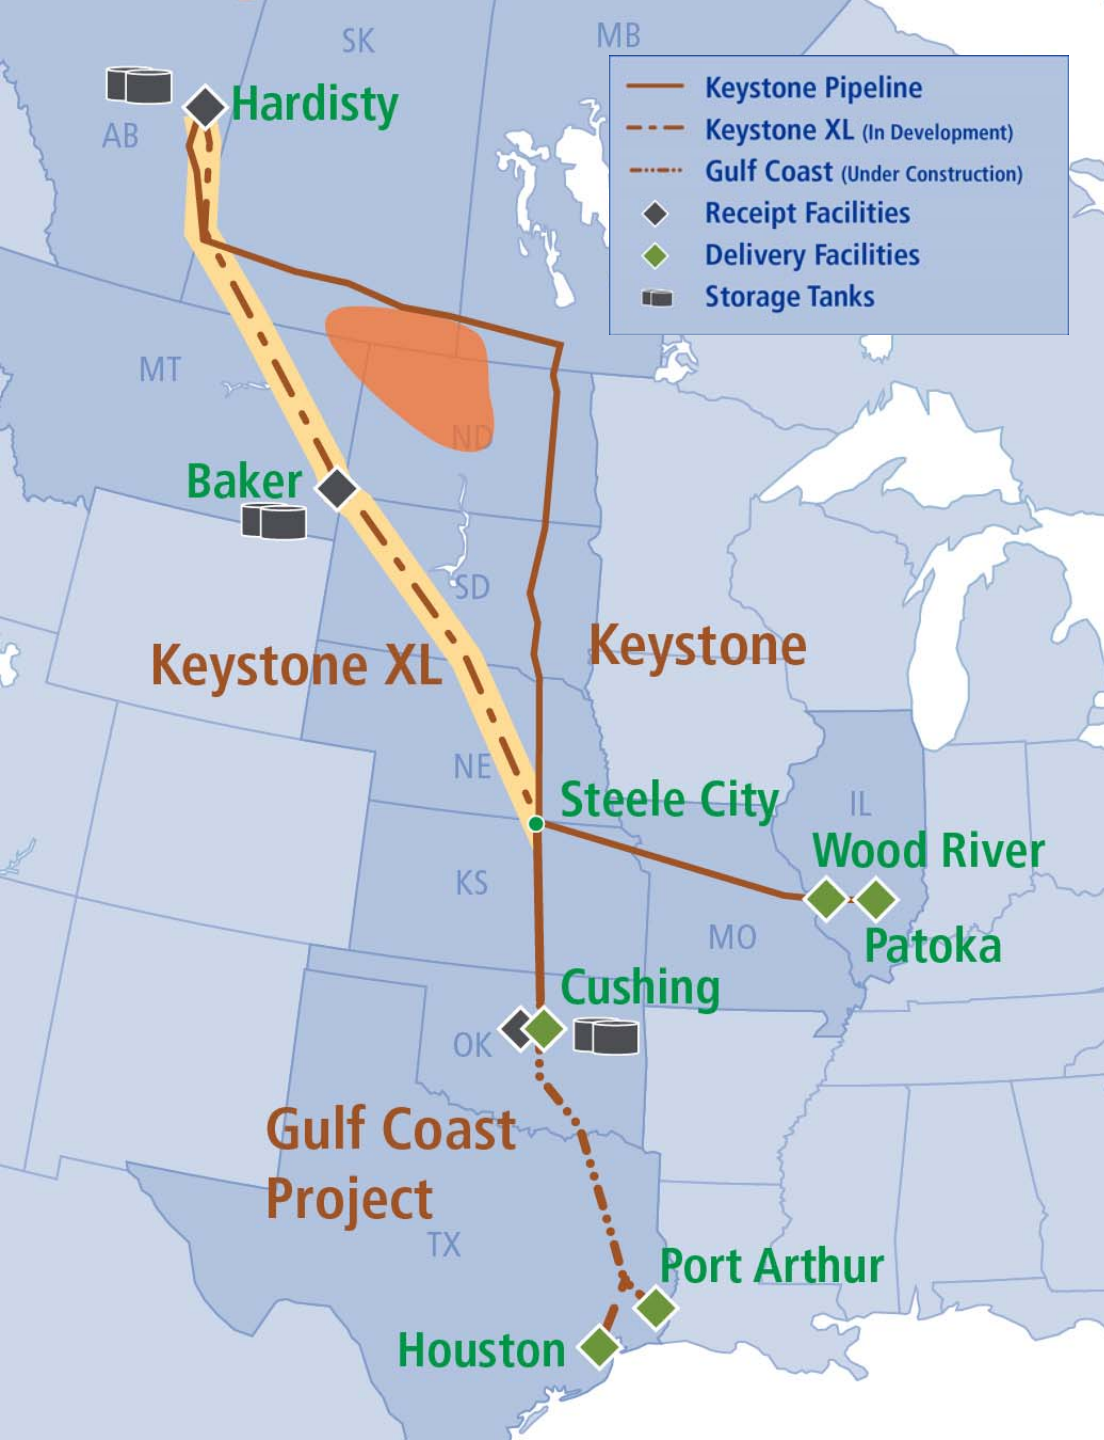 SK
MB
Keystone Pipeline
Keystone XL (In Development)
Gulf Coast (Under Construction)
Receipt Facilities
Delivery Facilities
Storage Tanks
Hardisty
AB
MT
ND
Baker
SD
Keystone XL
Keystone
NE
Steele City
IL
Wood River
KS
MO
Patoka
Cushing
OK
Gulf Coast
Project
TX
Port Arthur
Houston